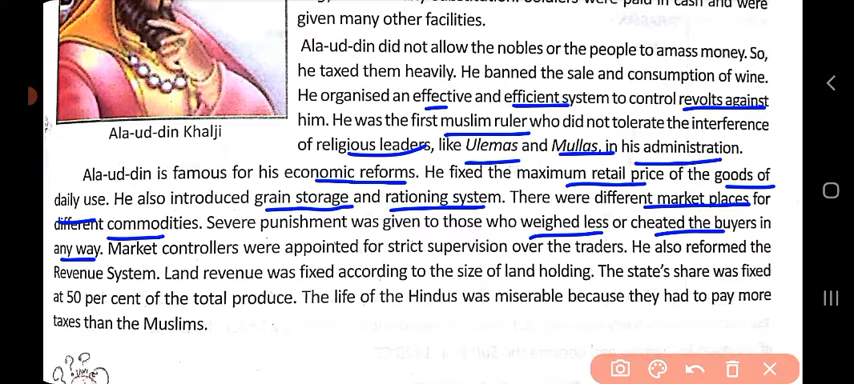 given many other facilities.
Ala-ud-din did not allow the nobles or the people to amass money. So,
he taxed them heavily. He banned the sale and consumption of wine.
He organised an effective and efficient system to control revolts against
him. He was the first muslim ruler who did not tolerate the interference
of religious leaders, like Ulemas and Mullas, in his administration.
Ala-ud-din Khalji
Ala-ud-din is famous for his economic reforms. He fixed the maximum retail price of the goods of
daily use. He also introduced grain storage and rationing system. There were different market places for
different commodities. Severe punishment was given to those who weighed less or cheated the buyers in
any way. Market controllers were appointed for strict supervision over the traders. He also reformed the
Revenue System. Land revenue was fixed according to the size of land holding. The state's share was fixed
at 50 per cent of the total produce. The life of the Hindus was miserable because they had to pay more
taxes than the Muslims.